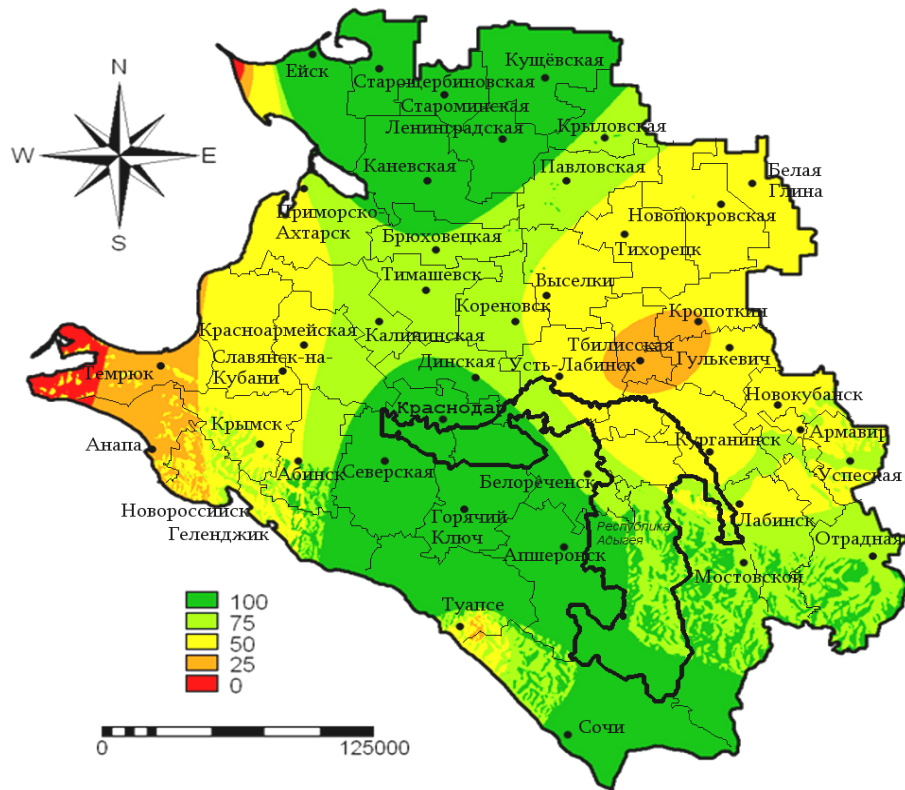 N
W
E
S
Ейск
Старощербиновская
Кущёвская
Староминская
Ленинградская
Крыловская
Каневская
Павловская
Белая
Глина
Приморско-
Ахтарск
Новопокровская
Брюховецкая
Тихорецк
Тимашевск
Выселки
Кореновск
Кропоткин
Красноармейская
Калининская
Тбилисская
Гулькевич
Славянск-на-
Кубани
Динская
Усть-Лабинск
Темрюк
Новокубанск
Краснодар
Анапа
Крымск
Курганинск
Армавир
Абинск
Северская
Белореченск
Успеская
Новороссийск
Геленджик
Горячий
Ключ
Лабинск
Республика
Адыгея
Апшеронск
Отрадная
Мостовской
Туапсе
Сочи
100
75
50
25
0
0
125000